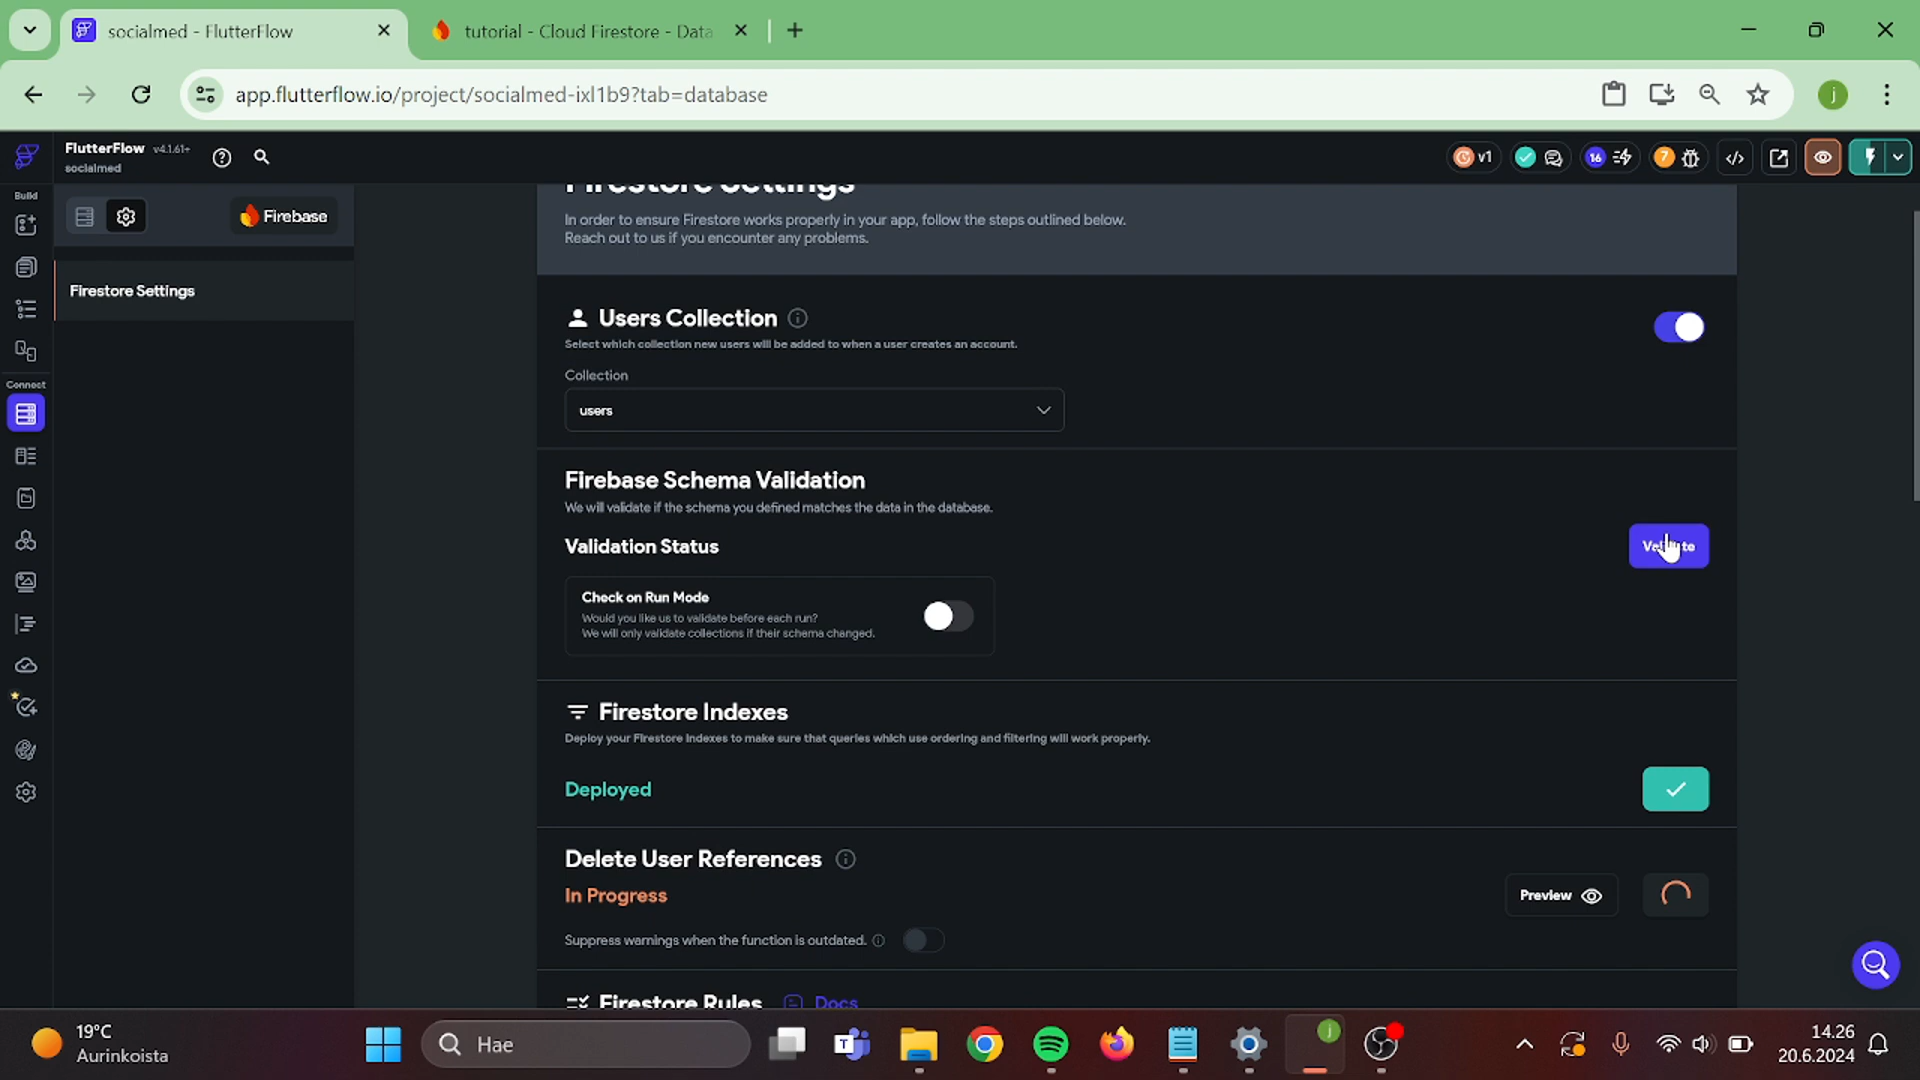 socialmed - FlutterFlow
tutorial - Cloud Firestore - Data
app.flutterflow.io/project/socialmed-ixl1b9?tab=database
j
FlutterFlow v4.1.61+
socialmed
v1
16
7
Build
Firebase
Firestore Settings
In order to ensure Firestore works properly in your app, follow the steps outlined below.
Reach out to us if you encounter any problems.
Firestore Settings
Users Collection
Select which collection new users will be added to when a user creates an account.
Collection
users
Connect
Firebase Schema Validation
We will validate if the schema you defined matches the data in the database.
Validation Status
Validate
Check on Run Mode
Would you like us to validate before each run?
We will only validate collections if their schema changed.
Firestore Indexes
Deploy your Firestore Indexes to make sure that queries which use ordering and filtering will work properly.
Deployed
Delete User References
In Progress
Preview
Suppress warnings when the function is outdated.
Firestore Rules Docs
19°C
Aurinkoista
Hae
j
14.26
20.6.2024